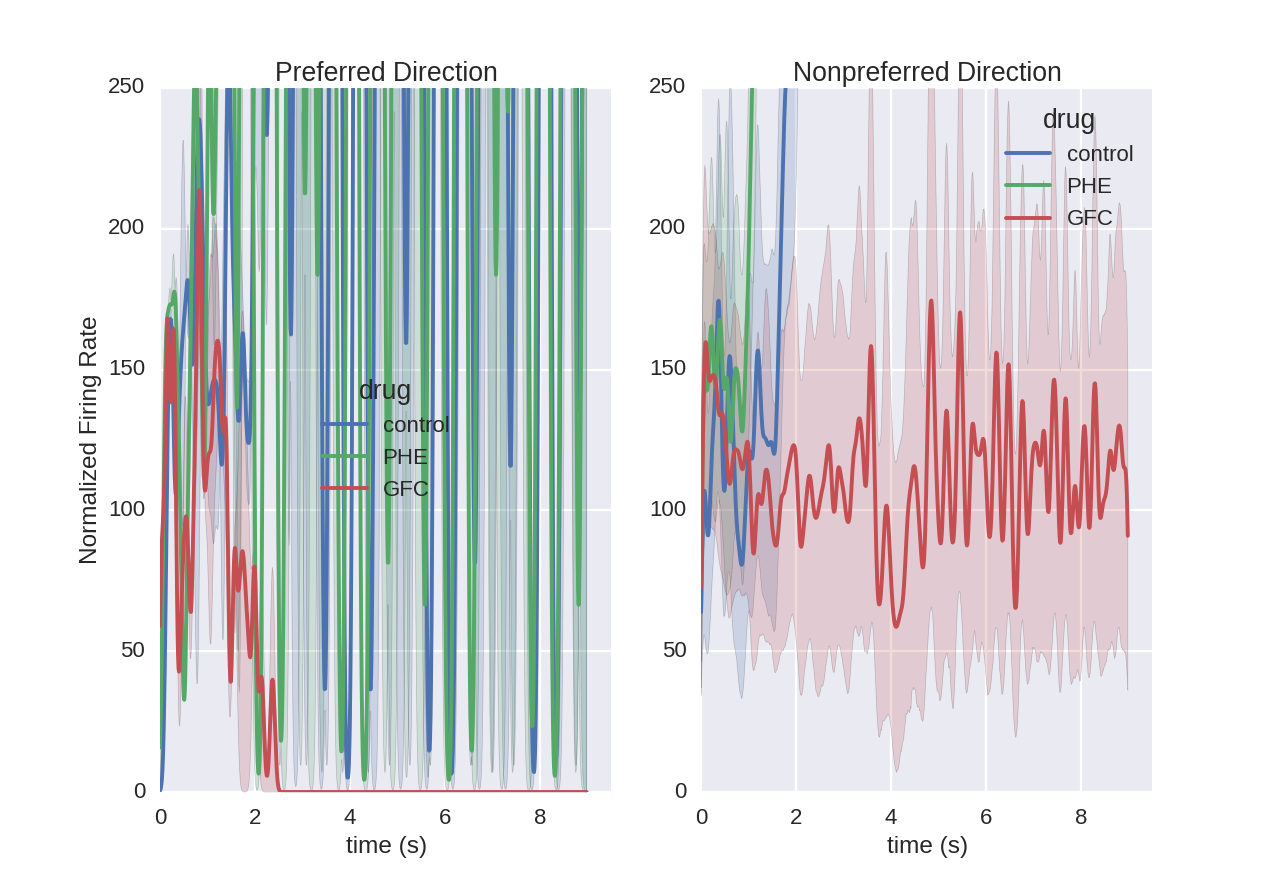 Preferred Direction
Nonpreferred Direction
Normalized Firing Rate
250
200
150
100
50
0
0 2 4 6 8
time (s)
drug
control
PHE
GFC
250
200
150
100
50
0
0 2 4 6 8
time (s)
drug
control
PHE
GFC